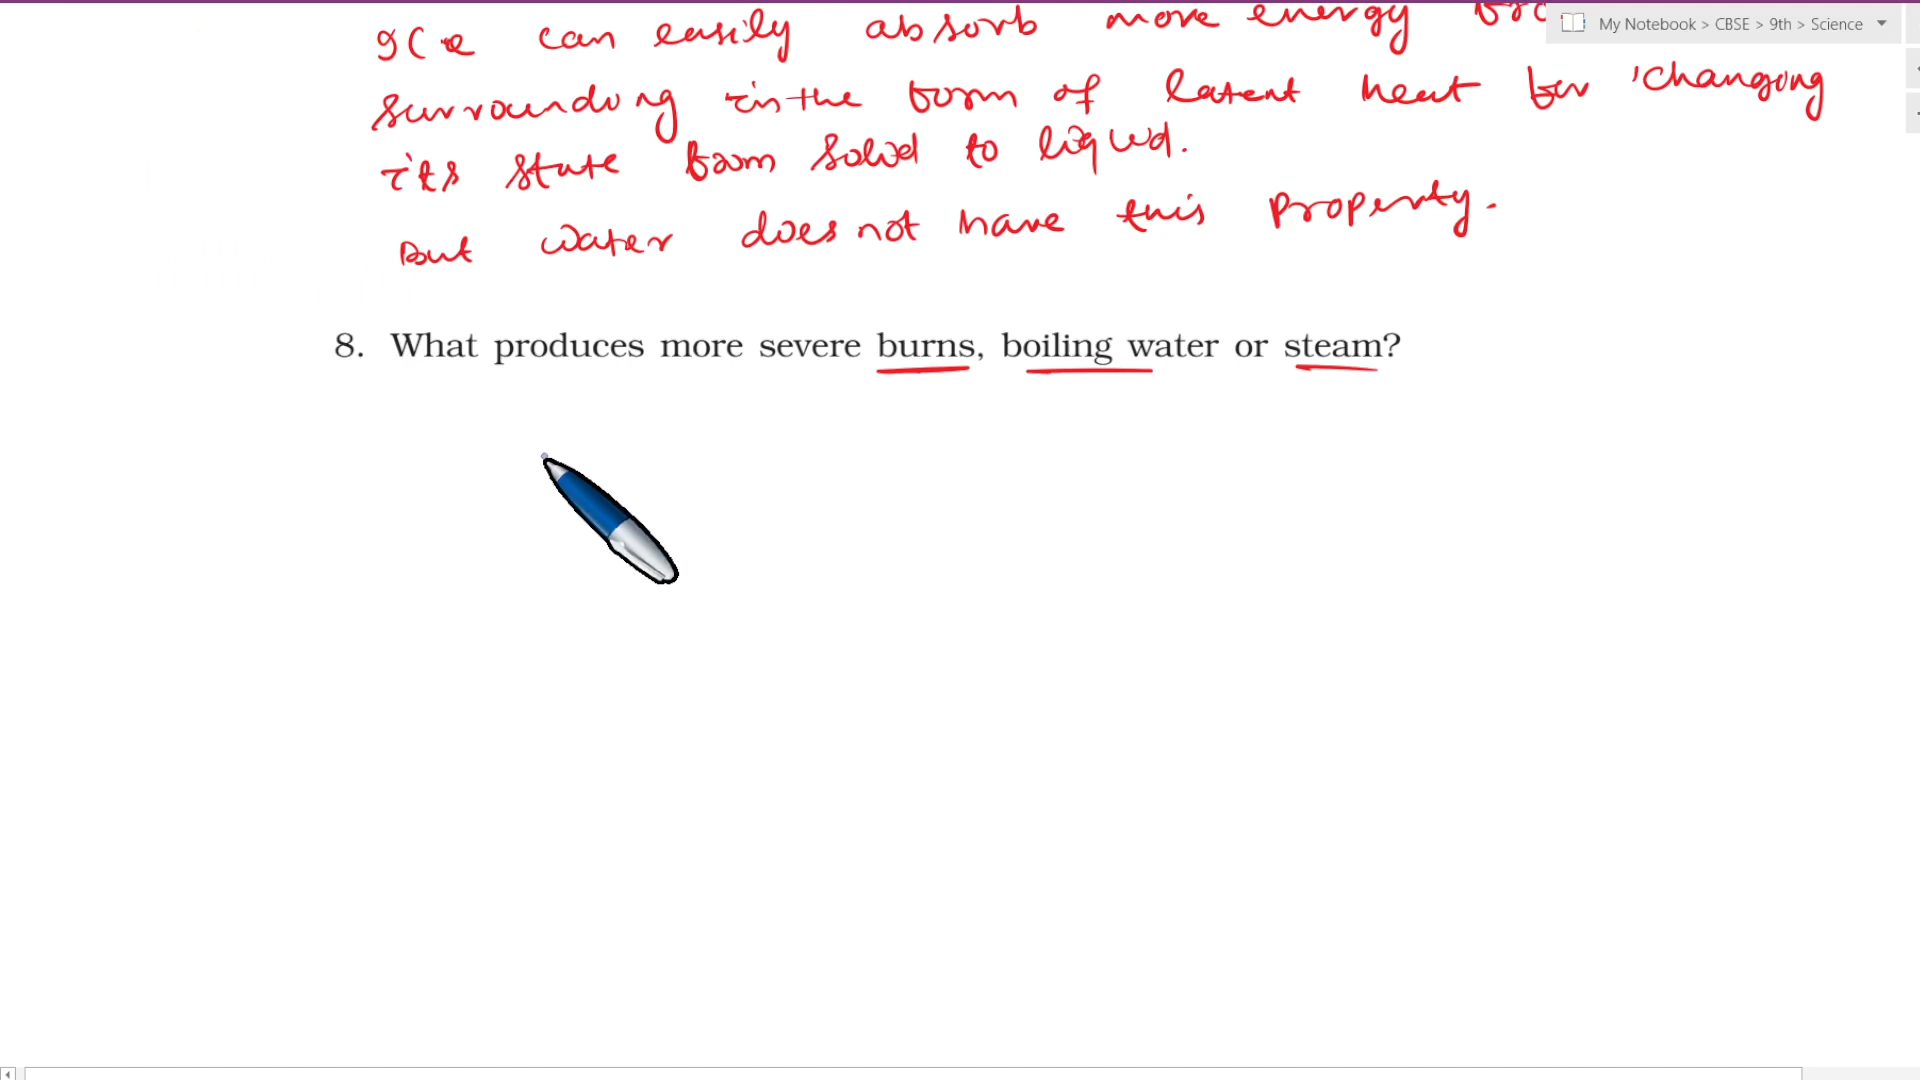 Ice can easily absorb more energy
My Notebook > CBSE > 9th > Science
surrounding in the form of latent heat for changing
its state from solid to liquid.
But water does not have this property.
8. What produces more severe burns, boiling water or steam?